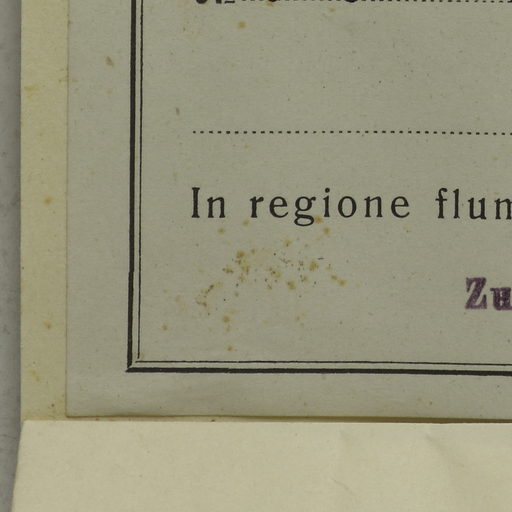 In regione flum
Zu